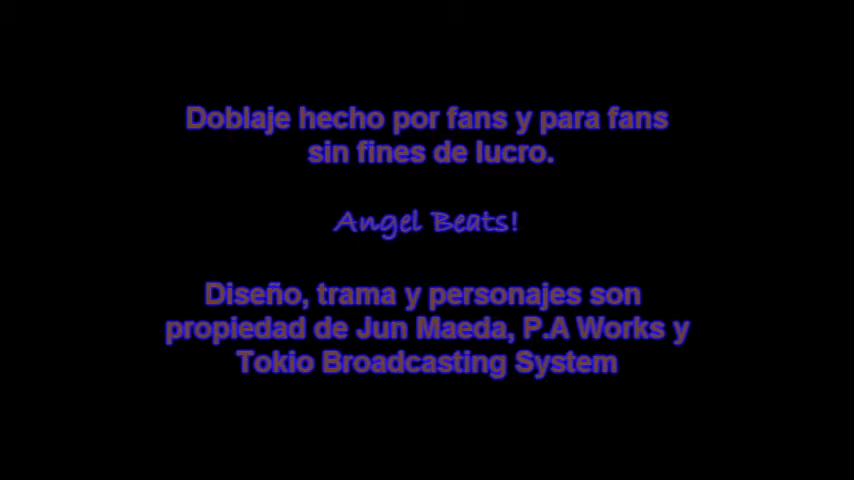 Doblaje hecho por fans y para fans
sin fines de lucro.
Angel Beats!
Diseño, trama y personajes son
propiedad de Jun Maeda, P.A Works y
Tokio Broadcasting System